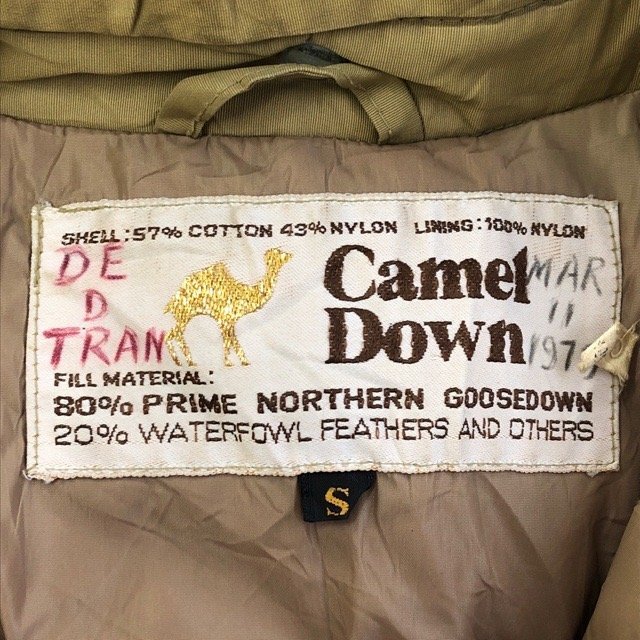 SHELL: 57% COTTON 43% NYLON LINING: 100% NYLON
DE
D
TRAN
Camel
Down
MAR
11
FILL MATERIAL:
80% PRIME NORTHERN GOOSEDOWN
20% WATERFOWL FEATHERS AND OTHERS
S